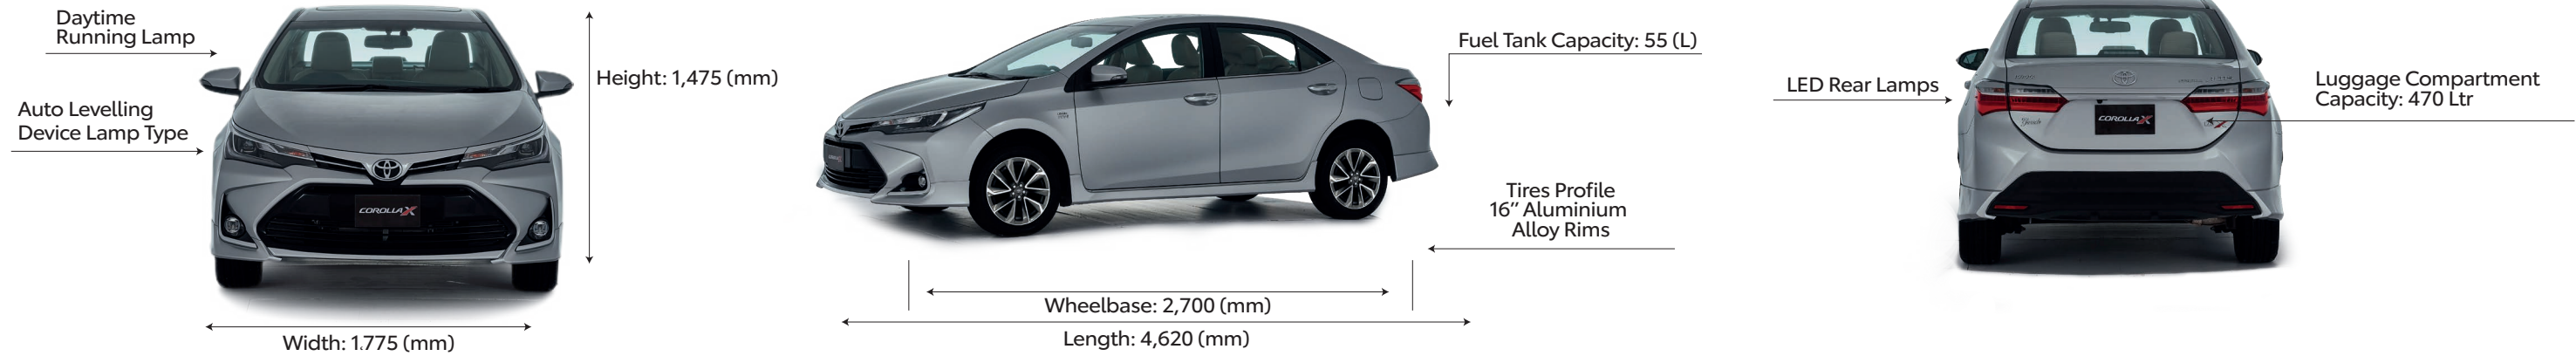 Daytime
Running Lamp
Auto Levelling
Device Lamp Type
Height: 1,475 (mm)
COROLLA X
Width: 1.775 (mm)
Fuel Tank Capacity: 55 (L)
Tires Profile
16” Aluminium
Alloy Rims
Wheelbase: 2,700 (mm)
Length: 4,620 (mm)
LED Rear Lamps
Luggage Compartment
Capacity: 470 Ltr
COROLLA X
Grande